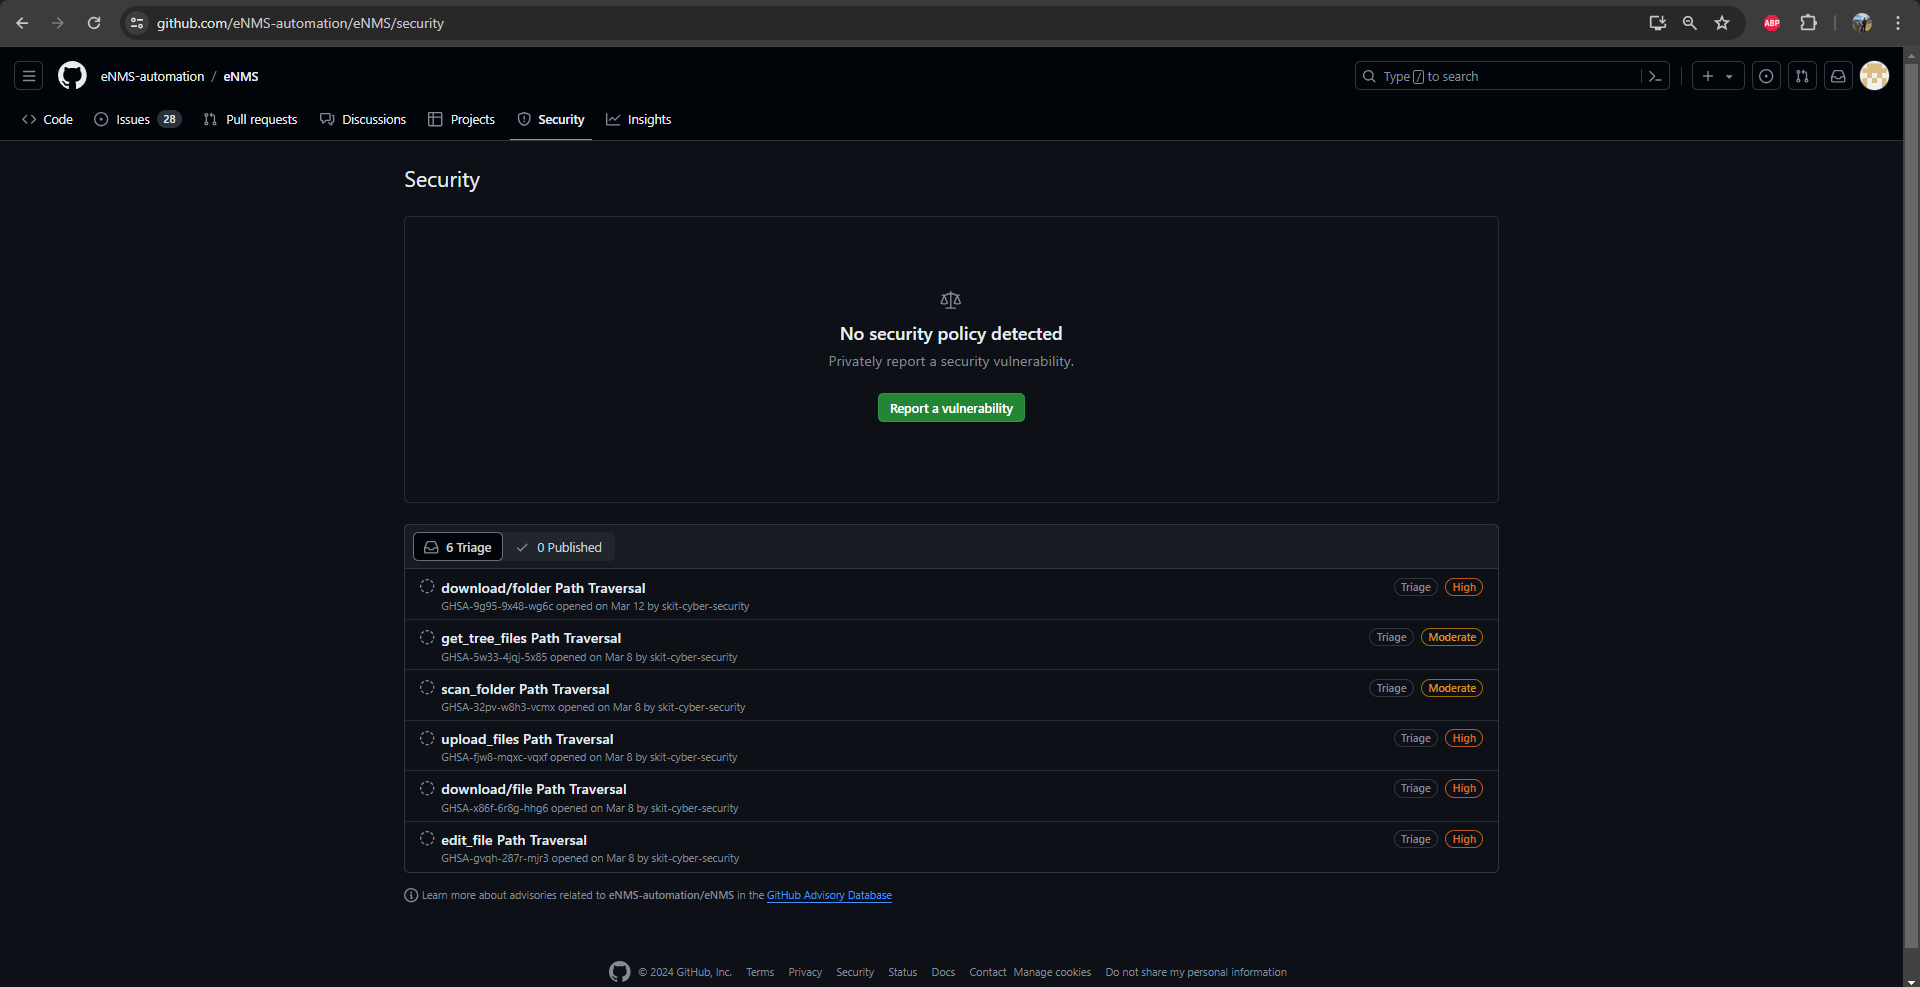 github.com/eNMS-automation/eNMS/security
ABP
eNMS-automation / eNMS
Type / to search
Code
Issues 28
Pull requests
Discussions
Projects
Security
Insights
Security
No security policy detected
Privately report a security vulnerability.
Report a vulnerability
6 Triage
0 Published
download/folder Path Traversal
Triage High
GHSA-9g95-9x48-wg6c opened on Mar 12 by skit-cyber-security
get_tree_files Path Traversal
Triage Moderate
GHSA-5w33-4jqj-5x85 opened on Mar 8 by skit-cyber-security
scan_folder Path Traversal
Triage Moderate
GHSA-32pv-w8h3-vcmx opened on Mar 8 by skit-cyber-security
upload_files Path Traversal
Triage High
GHSA-fjw8-mqxc-vqxf opened on Mar 8 by skit-cyber-security
download/file Path Traversal
Triage High
GHSA-x86f-6r8g-hhg6 opened on Mar 8 by skit-cyber-security
edit_file Path Traversal
Triage High
GHSA-gvqh-287r-mjr3 opened on Mar 8 by skit-cyber-security
Learn more about advisories related to eNMS-automation/eNMS in the GitHub Advisory Database
© 2024 GitHub, Inc. Terms Privacy Security Status Docs Contact Manage cookies Do not share my personal information